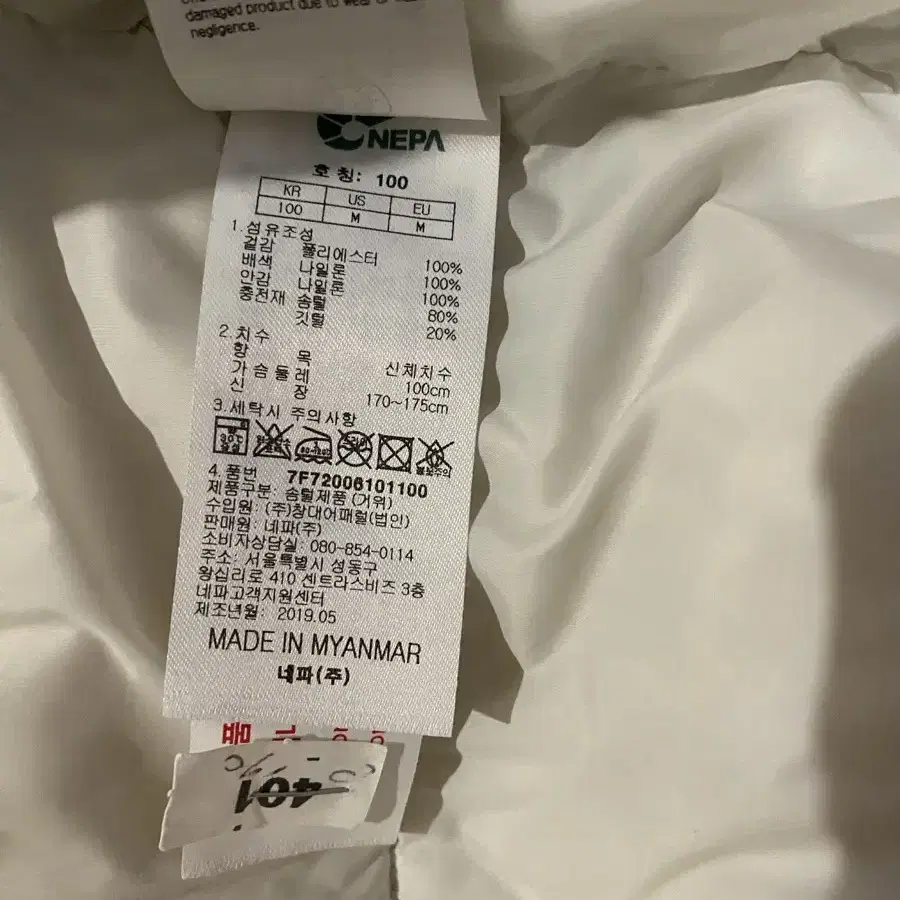 damaged product due to wear or
negligence.
NEPA
호 칭: 100
KR US EU
100 M M
1.섬유조성
겉감 폴리에스터 100%
배색 나일론 100%
안감 나일론 100%
충전재 솜털 80%
깃털 20%
2.치수
항 목 신체치수
가슴둘레 100cm
신 장 170~175cm
3.세탁시 주의사항
4.품번 7F72006101100
제품구분: 솜털제품(거위)
수입원: (주)창대어패럴(법인)
판매원: 네파(주)
소비자상담실: 080-854-0114
주소: 서울특별시 성동구
왕십리로 410 센트라스비즈 3층
네파고객지원센터
제조년월: 2019.05
MADE IN MYANMAR
네파(주)
401